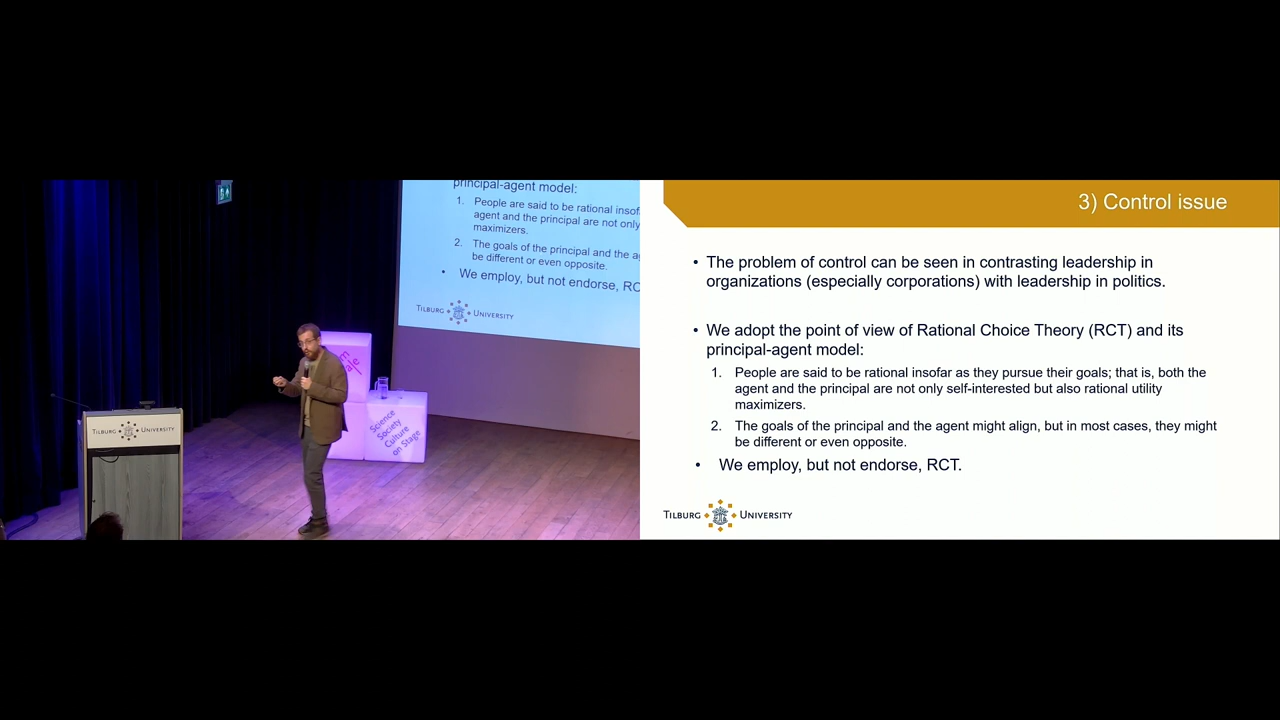 principal-agent model:
1. People are said to be rational insofa
agent and the principal are not only
maximizers.
2. The goals of the principal and the ag
be different or even opposite.
• We employ, but not endorse, RC
TILBURG UNIVERSITY
TILBURG UNIVERSITY
Science
Society
Culture
on Stage
3) Control issue
• The problem of control can be seen in contrasting leadership in
organizations (especially corporations) with leadership in politics.
• We adopt the point of view of Rational Choice Theory (RCT) and its
principal-agent model:
1. People are said to be rational insofar as they pursue their goals; that is, both the
agent and the principal are not only self-interested but also rational utility
maximizers.
2. The goals of the principal and the agent might align, but in most cases, they might
be different or even opposite.
• We employ, but not endorse, RCT.
TILBURG UNIVERSITY